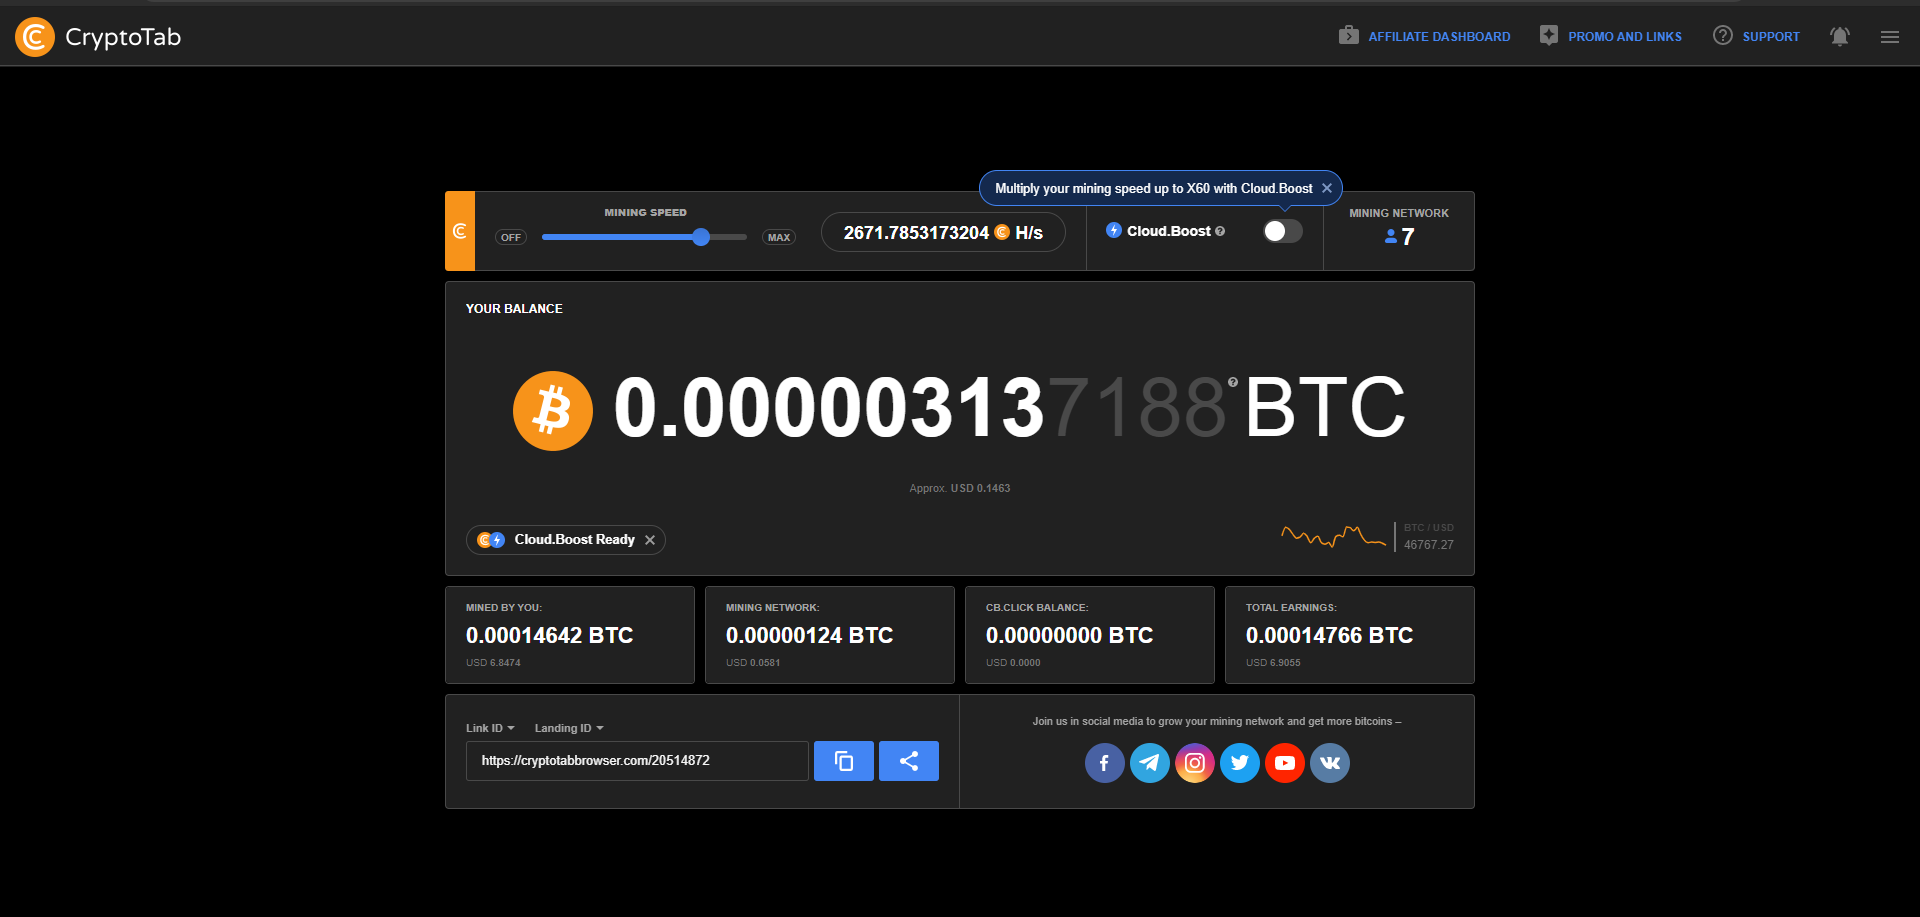 CryptoTab
AFFILIATE DASHBOARD
PROMO AND LINKS
SUPPORT
Multiply your mining speed up to X60 with Cloud.Boost
MINING SPEED
OFF
MAX
2671.7853173204 H/s
Cloud.Boost
MINING NETWORK
7
YOUR BALANCE
0.000003137188 BTC
Approx. USD 0.1463
Cloud.Boost Ready
BTC / USD
46767.27
MINED BY YOU:
0.00014642 BTC
USD 6.8474
MINING NETWORK:
0.00000124 BTC
USD 0.0581
CB.CLICK BALANCE:
0.00000000 BTC
USD 0.0000
TOTAL EARNINGS:
0.00014766 BTC
USD 6.9055
Link ID
Landing ID
https://cryptotabbrowser.com/20514872
Join us in social media to grow your mining network and get more bitcoins –